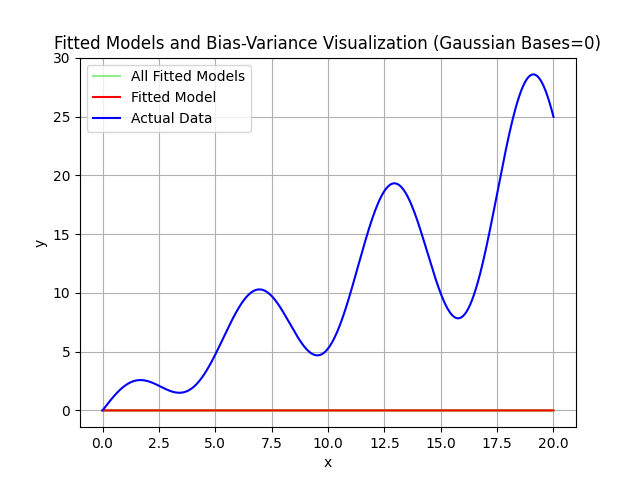 Fitted Models and Bias-Variance Visualization (Gaussian Bases=0)
All Fitted Models
Fitted Model
Actual Data
30
25
20
15
10
5
0
y
0.0 2.5 5.0 7.5 10.0 12.5 15.0 17.5 20.0
x